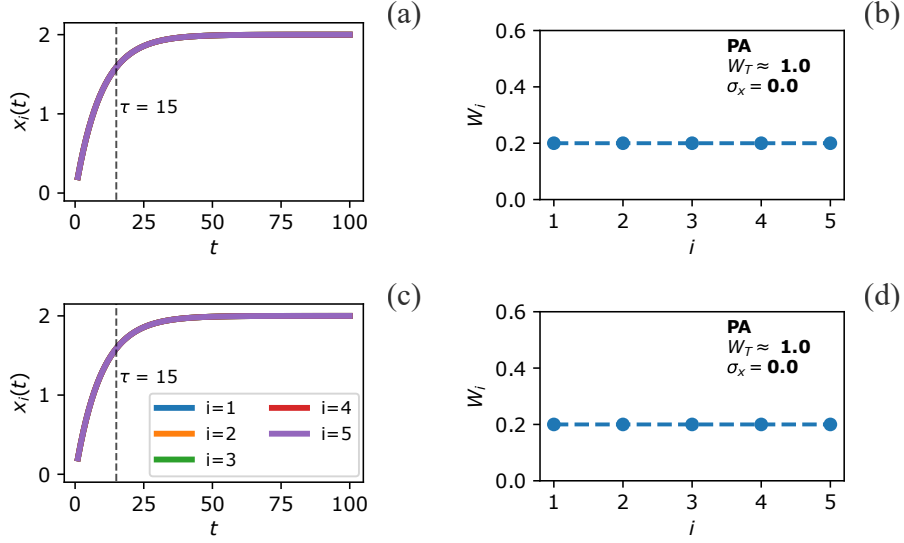 (a)
2
1
0
x_i(t)
τ = 15
0 25 50 75 100
t
(b)
0.6
0.4
0.2
0.0
W_i
PA
W_T ≈ 1.0
σ_x = 0.0
1 2 3 4 5
i
(c)
2
1
0
x_i(t)
τ = 15
i=1 i=4
i=2 i=5
i=3
0 25 50 75 100
t
(d)
0.6
0.4
0.2
0.0
W_i
PA
W_T ≈ 1.0
σ_x = 0.0
1 2 3 4 5
i